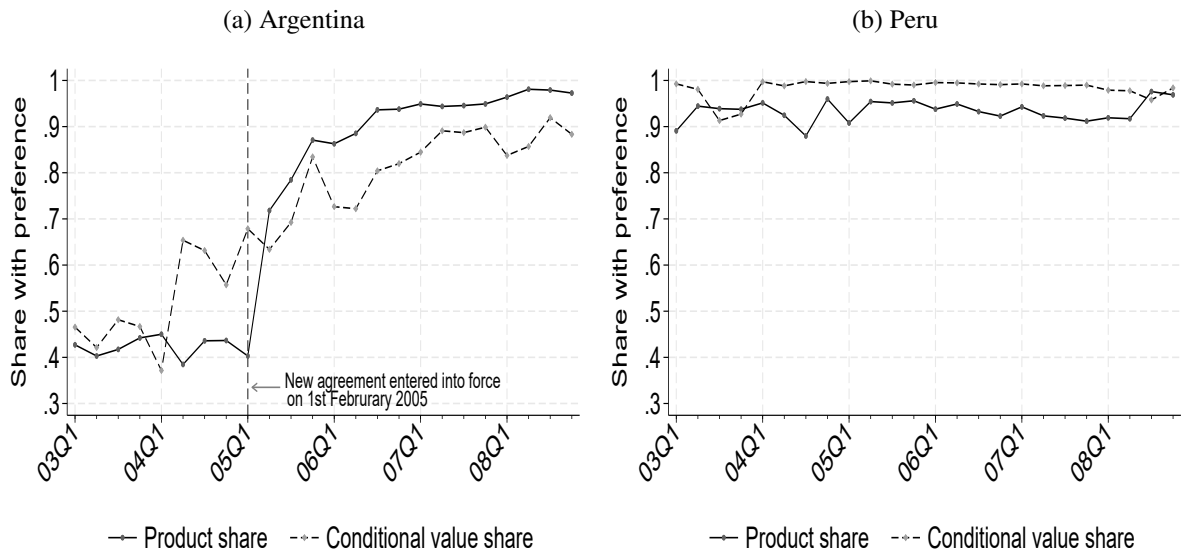 (a) Argentina
Share with preference
1
.9
.8
.7
.6
.5
.4
.3
New agreement entered into force
on 1st Februrary 2005
03Q1
04Q1
05Q1
06Q1
07Q1
08Q1
Product share
Conditional value share
(b) Peru
Share with preference
1
.9
.8
.7
.6
.5
.4
.3
03Q1
04Q1
05Q1
06Q1
07Q1
08Q1
Product share
Conditional value share